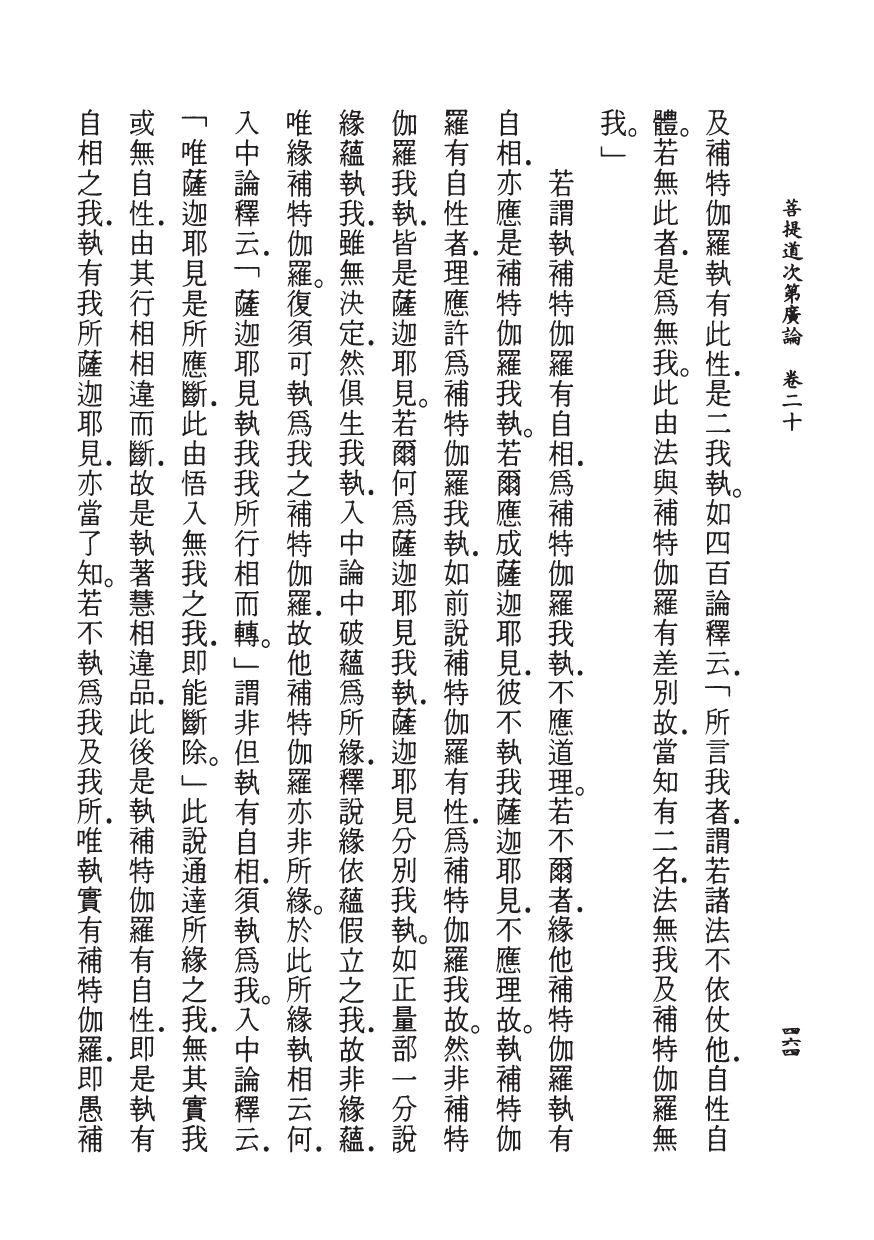 菩提道次第廣論　卷二十
四六四
及補特伽羅執有此性．是二我執。如四百論釋云．「所言我者．謂若諸法不依仗他．自性自
體。若無此者．是爲無我。此由法與補特伽羅有差別故．當知有二名．法無我及補特伽羅無
我。」
若謂執補特伽羅有自相．爲補特伽羅我執．不應道理。若不爾者．緣他補特伽羅執有
自相．亦應是補特伽羅我執。若爾應成薩迦耶見．彼不執我薩迦耶見．不應理故。執補特伽
羅有自性者．理應許爲補特伽羅我執．如前說補特伽羅有性．爲補特伽羅我故。然非補特
伽羅我執．皆是薩迦耶見。若爾何爲薩迦耶見我執．薩迦耶見分別我執。如正量部一分說
緣蘊執我．雖無決定．然俱生我執．入中論中破蘊爲所緣．釋說緣依蘊假立之我．故非緣蘊．
唯緣補特伽羅。復須可執爲我之補特伽羅．故他補特伽羅亦非所緣。於此所緣執相云何．
入中論釋云．「薩迦耶見執我我所行相而轉。」謂非但執有自相．須執爲我。入中論釋云．
「唯薩迦耶見是所應斷．此由悟入無我之我．即能斷除。」此說通達所緣之我．無其實我
或無自性．由其行相相違而斷．故是執著慧相違品．此後是執補特伽羅有自性．即是執有
自相之我．執有我所薩迦耶見．亦當了知。若不執爲我及我所．唯執實有補特伽羅．即愚補